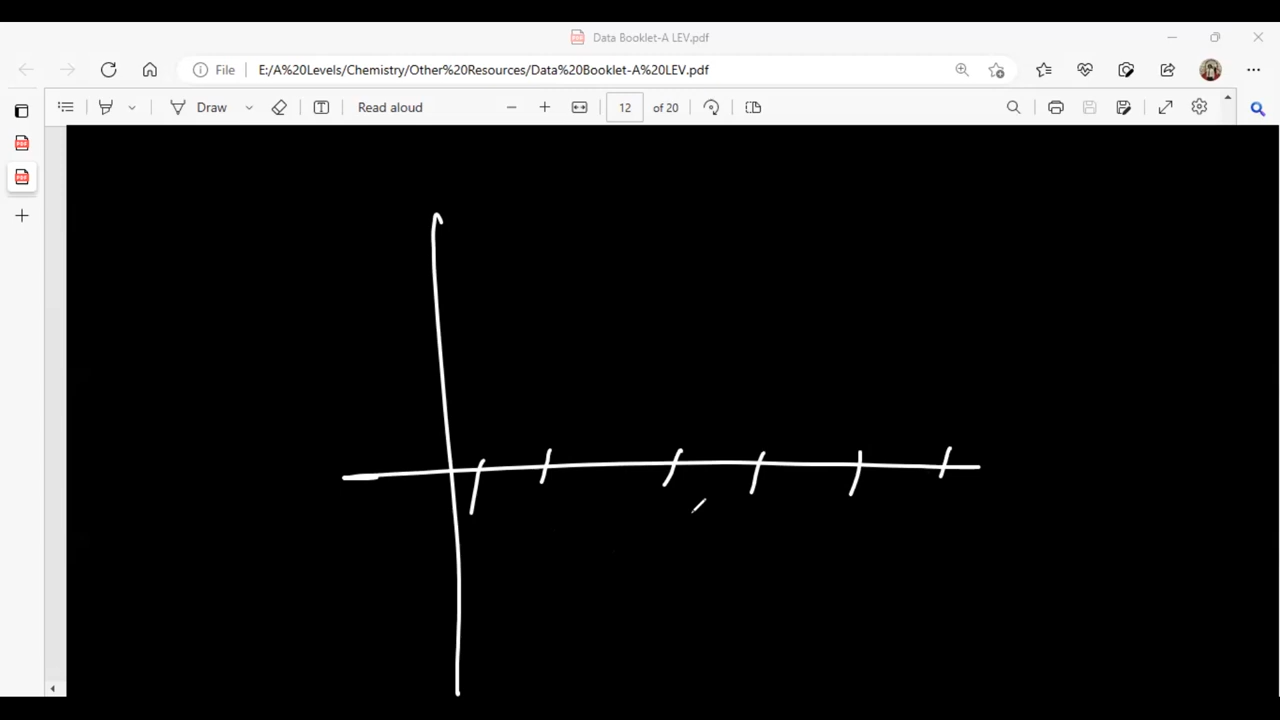 Data Booklet-A LEV.pdf
File E:/A%20Levels/Chemistry/Other%20Resources/Data%20Booklet-A%20LEV.pdf
Draw Read aloud 12 of 20